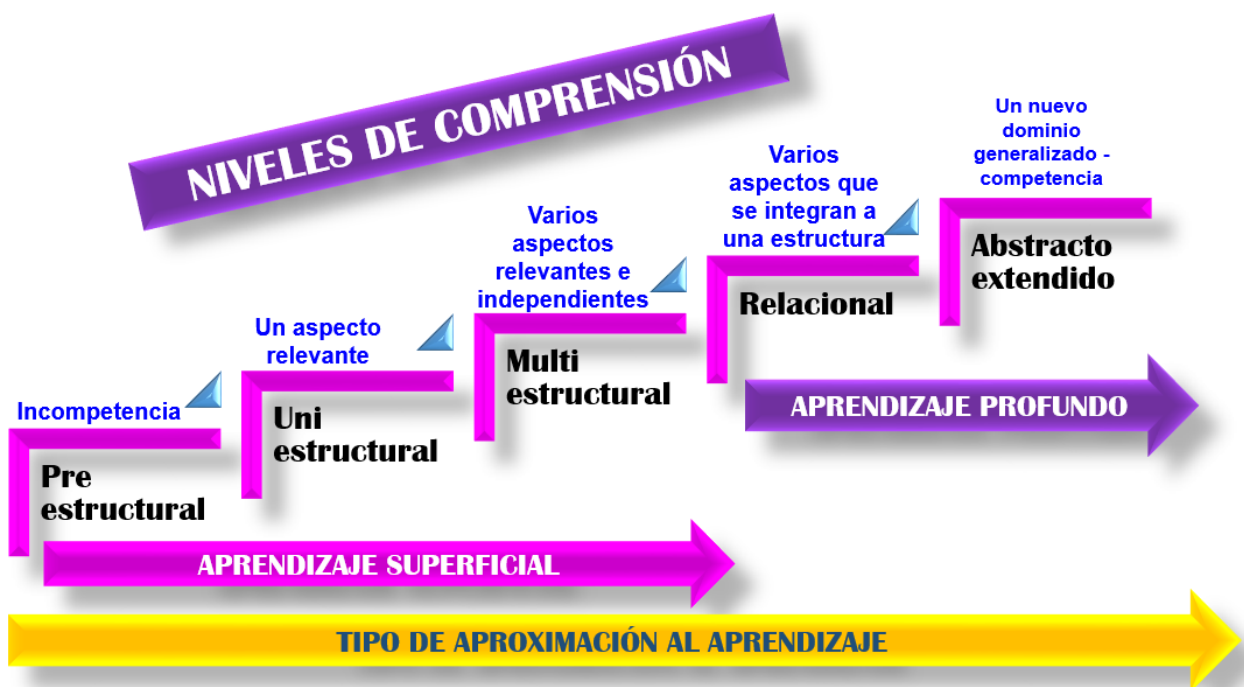 NIVELES DE COMPRENSIÓN
Incompetencia
Pre
estructural
Un aspecto
relevante
Uni
estructural
Varios
aspectos
relevantes e
independientes
Multi
estructural
Varios
aspectos que
se integran a
una estructura
Relacional
Un nuevo
dominio
generalizado -
competencia
Abstracto
extendido
APRENDIZAJE PROFUNDO
APRENDIZAJE SUPERFICIAL
TIPO DE APROXIMACIÓN AL APRENDIZAJE